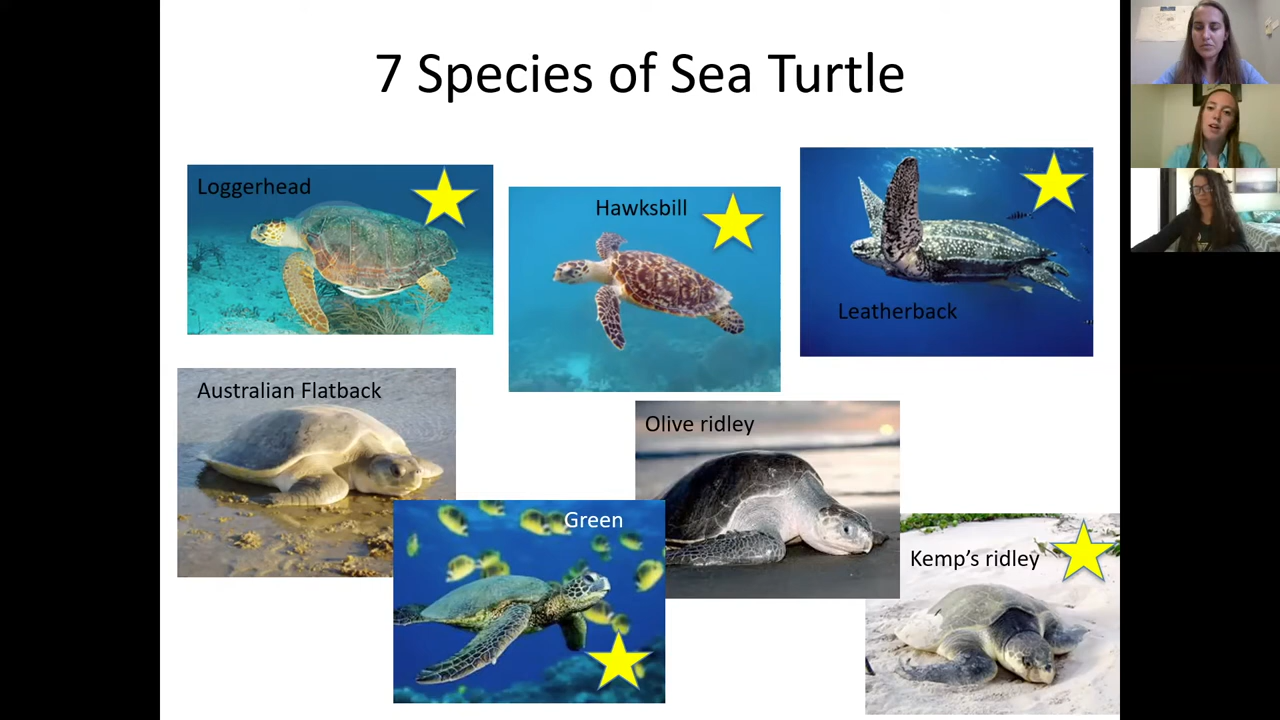 7 Species of Sea Turtle
Loggerhead
Hawksbill
Leatherback
Australian Flatback
Olive ridley
Green
Kemp's ridley